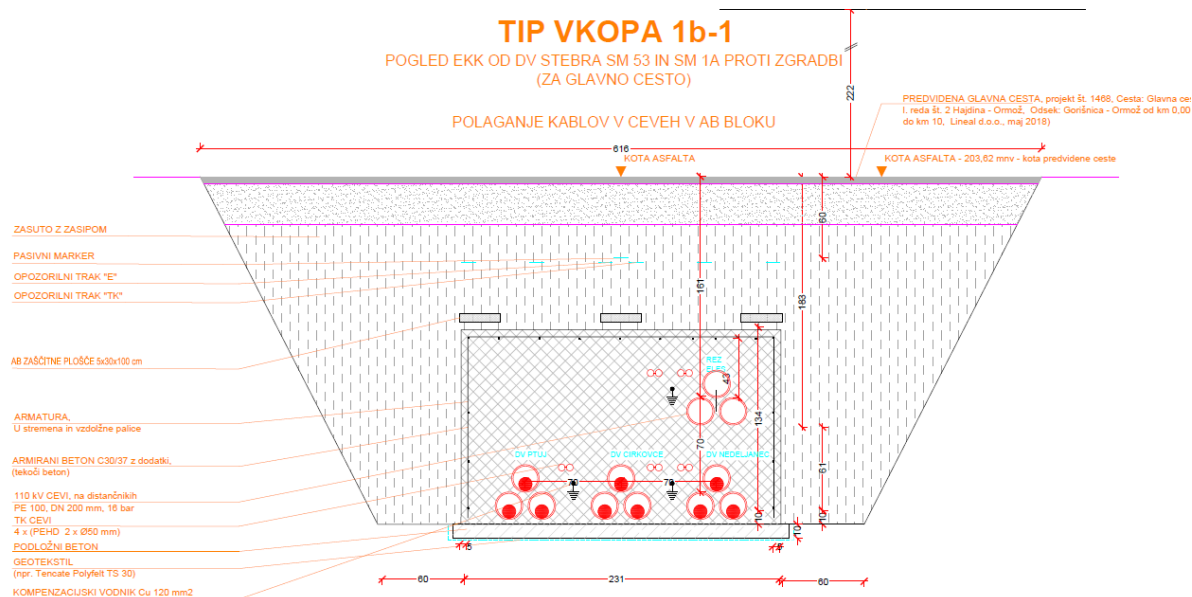 TIP VKOPA 1b-1
POGLED EKK OD DV STEBRA SM 53 IN SM 1A PROTI ZGRADBI
(ZA GLAVNO CESTO)
222
PREDVIDENA GLAVNA CESTA, projekt št. 1468, Cesta: Glavna ces
I. reda št. 2 Hajdina - Ormož, Odsek: Gorišnica - Ormož od km 0,00
do km 10, Lineal d.o.o., maj 2018)
POLAGANJE KABLOV V CEVEH V AB BLOKU
616
KOTA ASFALTA
KOTA ASFALTA - 203,62 mnv - kota predvidene ceste
60
ZASUTO Z ZASIPOM
PASIVNI MARKER
OPOZORILNI TRAK "E"
OPOZORILNI TRAK "TK"
161
183
AB ZAŠČITNE PLOŠČE 5x30x100 cm
REZ
43
134
ARMATURA,
U stremena in vzdolžne palice
70
61
ARMIRANI BETON C30/37 z dodatki,
(tekoči beton)
DV PTUJ
DV CIRKOVCE
DV NEDELJANEC
70
70
110 kV CEVI, na distančnikih
PE 100, DN 200 mm, 16 bar
TK CEVI
4 x (PEHD 2 x Ø50 mm)
10
10
10
PODLOŽNI BETON
GEOTEKSTIL
(npr. Tencate Polyfelt TS 30)
KOMPENZACIJSKI VODNIK Cu 120 mm2
60
231
60